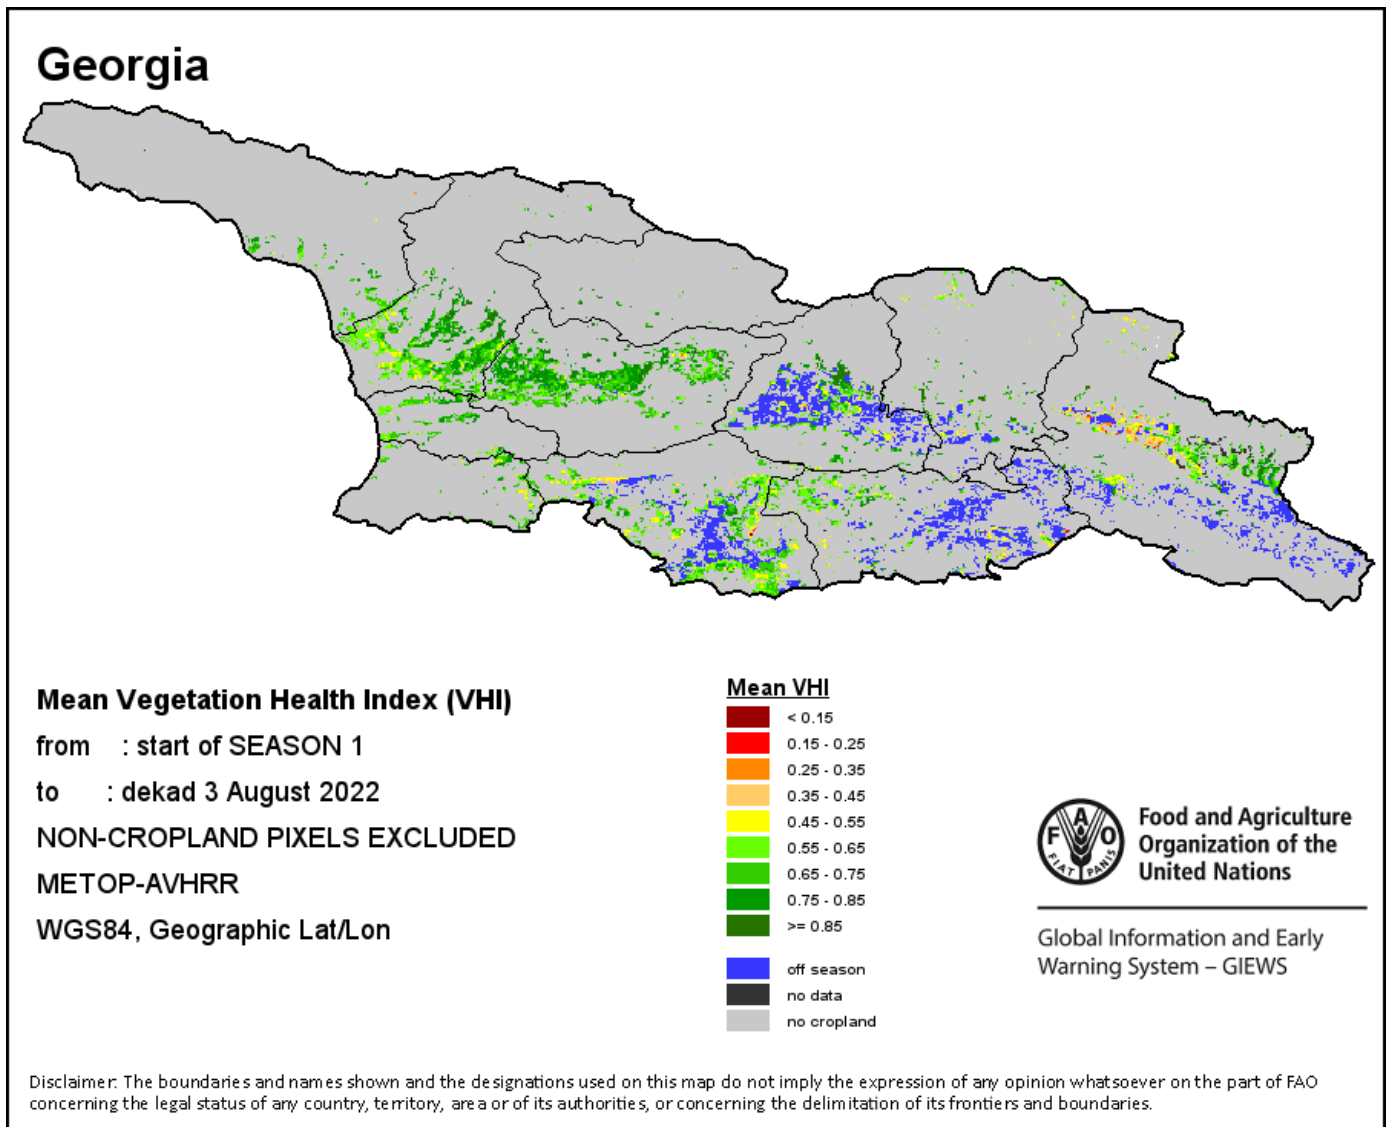 Georgia
Mean Vegetation Health Index (VHI)
from : start of SEASON 1
to : dekad 3 August 2022
NON-CROPLAND PIXELS EXCLUDED
METOP-AVHRR
WGS84, Geographic Lat/Lon
Mean VHI
< 0.15
0.15 - 0.25
0.25 - 0.35
0.35 - 0.45
0.45 - 0.55
0.55 - 0.65
0.65 - 0.75
0.75 - 0.85
>= 0.85
off season
no data
no cropland
F A O
FIAT PANIS
Food and Agriculture
Organization of the
United Nations
Global Information and Early
Warning System – GIEWS
Disclaimer: The boundaries and names shown and the designations used on this map do not imply the expression of any opinion whatsoever on the part of FAO
concerning the legal status of any country, territory, area or of its authorities, or concerning the delimitation of its frontiers and boundaries.